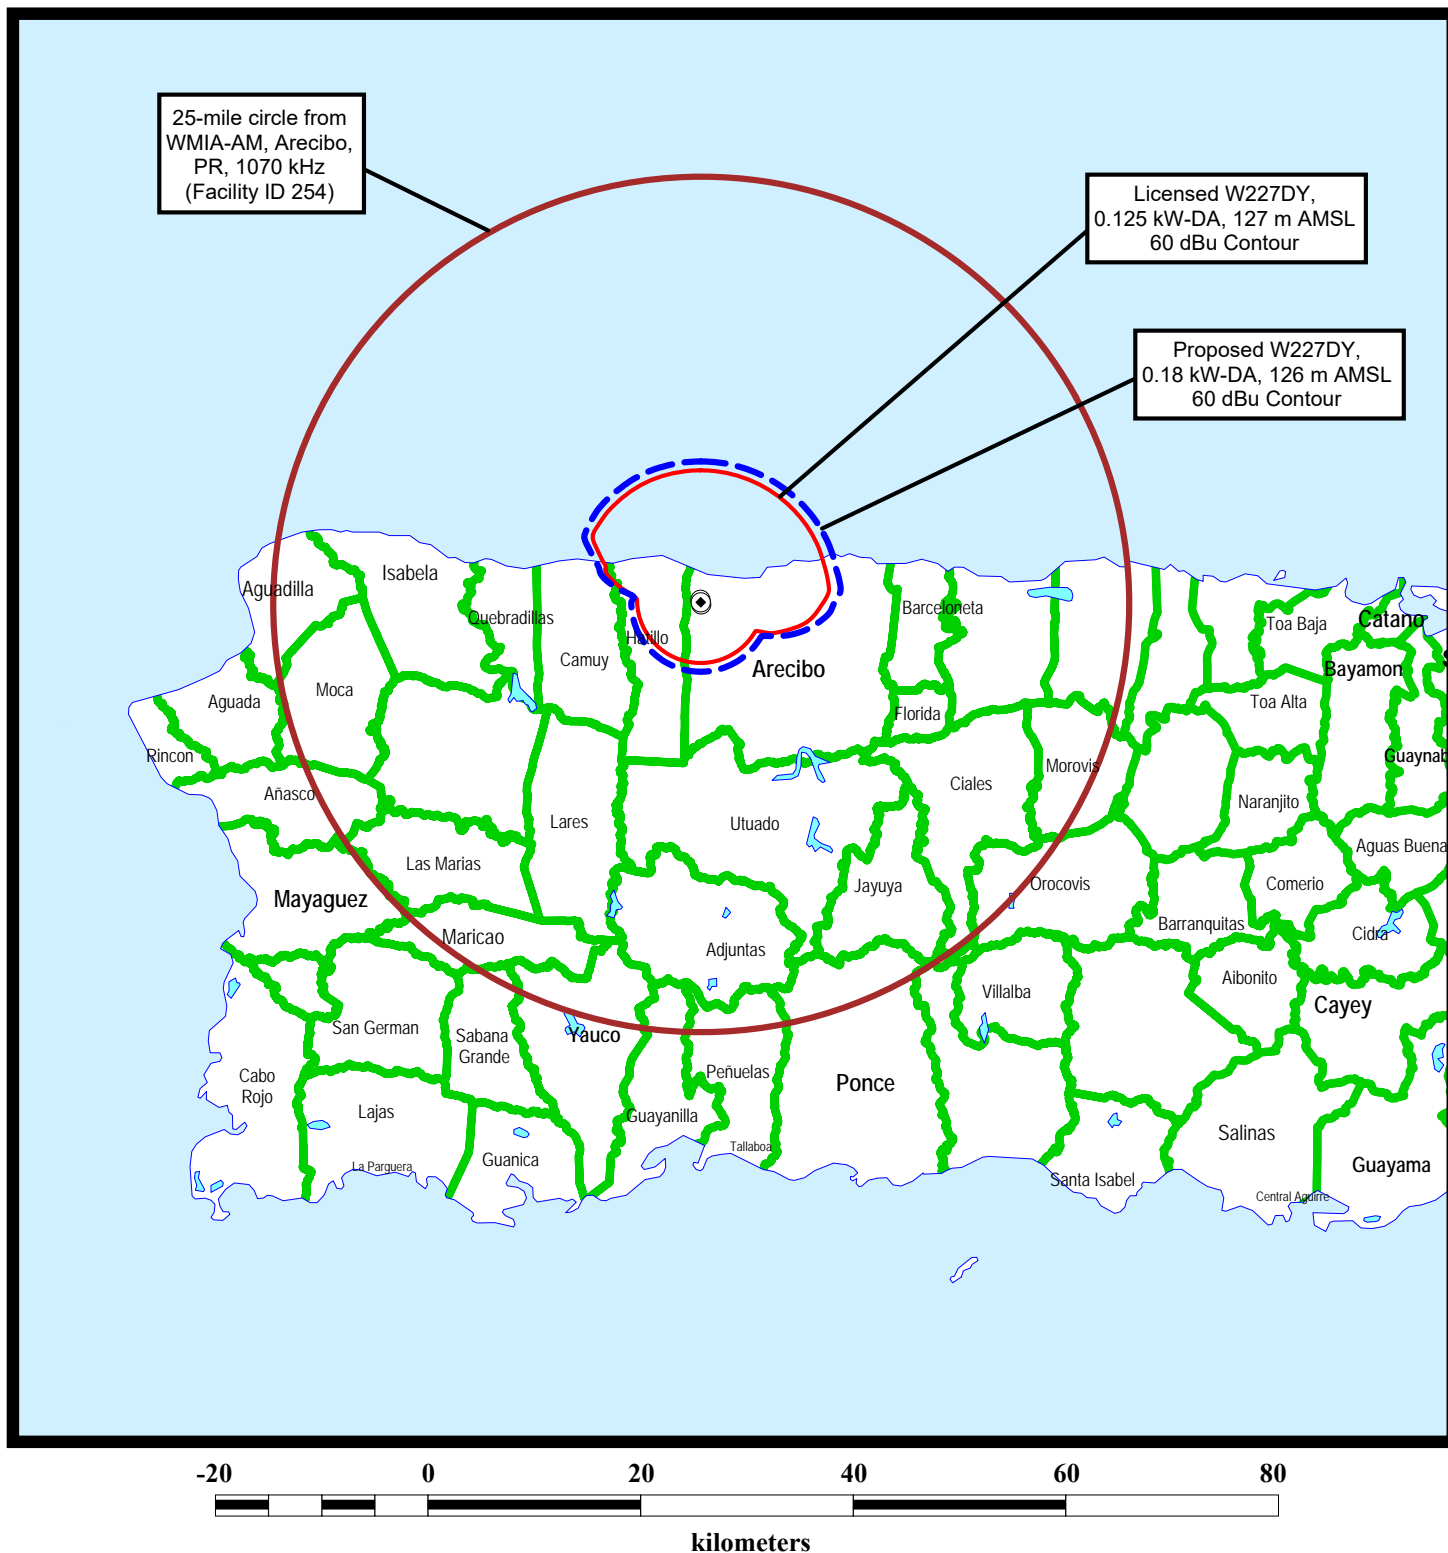 25-mile circle from
WMIA-AM, Arecibo,
PR, 1070 kHz
(Facility ID 254)
Licensed W227DY,
0.125 kW-DA, 127 m AMSL
60 dBu Contour
Proposed W227DY,
0.18 kW-DA, 126 m AMSL
60 dBu Contour
Isabela
Aguadilla
Quebradillas
Barceloneta
Catano
Toa Baja
Hatillo
Camuy
Arecibo
Bayamon
Moca
Aguada
Toa Alta
Florida
Rincon
Guaynab
Morovis
Ciales
Añasco
Naranjito
Lares
Utuado
Aguas Buena
Las Marias
Jayuya
Orocovis
Comerio
Mayaguez
Barranquitas
Cidra
Maricao
Adjuntas
Aibonito
Villalba
Cayey
San German
Sabana
Grande
Yauco
Peñuelas
Cabo
Rojo
Ponce
Lajas
Guayanilla
Salinas
Tallaboa
Guanica
La Parguera
Guayama
Santa Isabel
Central Aguirre
-20 0 20 40 60 80
kilometers